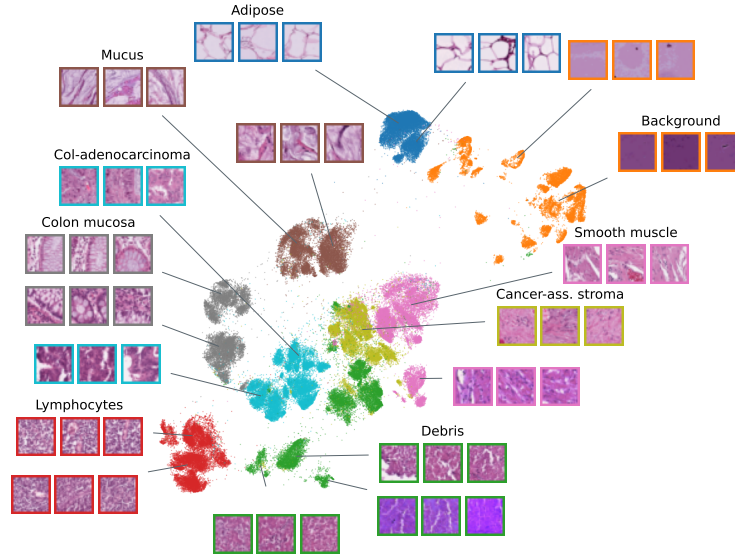 Adipose
Mucus
Background
Col-adenocarcinoma
Colon mucosa
Smooth muscle
Cancer-ass. stroma
Lymphocytes
Debris